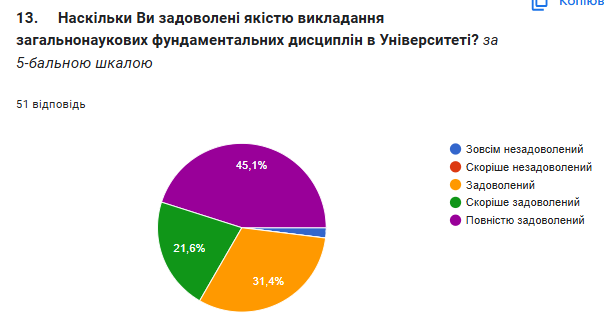 Копіюв
13. Наскільки Ви задоволені якістю викладання
загальнонаукових фундаментальних дисциплін в Університеті? за
5-бальною шкалою
51 відповідь
45,1%
21,6%
31,4%
Зовсім незадоволений
Скоріше незадоволений
Задоволений
Скоріше задоволений
Повністю задоволений